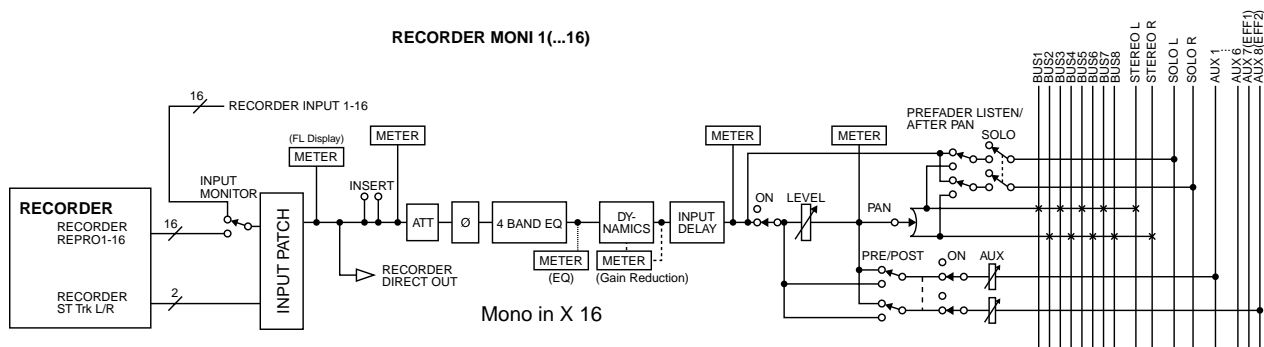 RECORDER MONI 1(...16)
16
RECORDER INPUT 1-16
(FL Display)
METER
METER
METER
METER
PREFADER LISTEN/
AFTER PAN
SOLO
BUS1
BUS2
BUS3
BUS4
BUS5
BUS6
BUS7
BUS8
STEREO L
STEREO R
SOLO L
SOLO R
AUX 1
...
AUX 6
AUX 7(EFF1)
AUX 8(EFF2)
INPUT
MONITOR
INSERT
ON
LEVEL
PAN
RECORDER
RECORDER
REPRO1-16
16
RECORDER
ST Trk L/R
2
INPUT PATCH
ATT
Ø
4 BAND EQ
DY-
NAMICS
INPUT
DELAY
METER
(EQ)
METER
(Gain Reduction)
RECORDER
DIRECT OUT
PRE/POST
ON
AUX
Mono in X 16